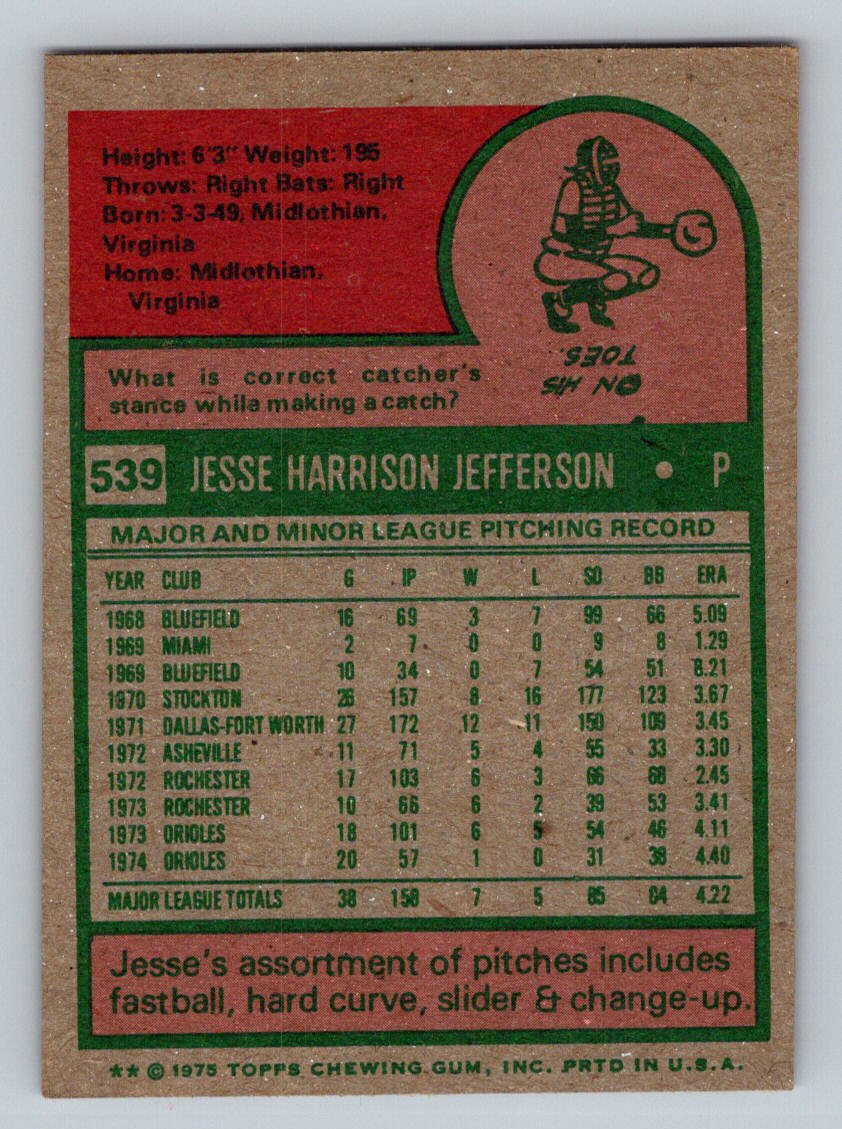 Height: 6'3" Weight: 195
Throws: Right Bats: Right
Born: 3-3-49, Midlothian,
Virginia
Home: Midlothian,
Virginia
ON HIS
TOES.
What is correct catcher's
stance while making a catch?
539 JESSE HARRISON JEFFERSON • P
MAJOR AND MINOR LEAGUE PITCHING RECORD
YEAR CLUB G IP W L SO BB ERA
1968 BLUEFIELD 16 69 3 7 99 66 5.09
1969 MIAMI 2 7 0 0 9 8 1.29
1969 BLUEFIELD 10 34 0 7 54 51 8.21
1970 STOCKTON 26 157 8 16 177 123 3.67
1971 DALLAS-FORT WORTH 27 172 12 11 150 109 3.45
1972 ASHEVILLE 11 71 5 4 55 33 3.30
1972 ROCHESTER 17 103 6 3 66 68 2.45
1973 ROCHESTER 10 66 6 2 39 53 3.41
1973 ORIOLES 18 101 6 5 54 46 4.11
1974 ORIOLES 20 57 1 0 31 38 4.40
MAJOR LEAGUE TOTALS 38 158 7 5 85 84 4.22
Jesse's assortment of pitches includes
fastball, hard curve, slider & change-up.
** © 1975 TOPPS CHEWING GUM, INC. PRTD IN U.S.A.